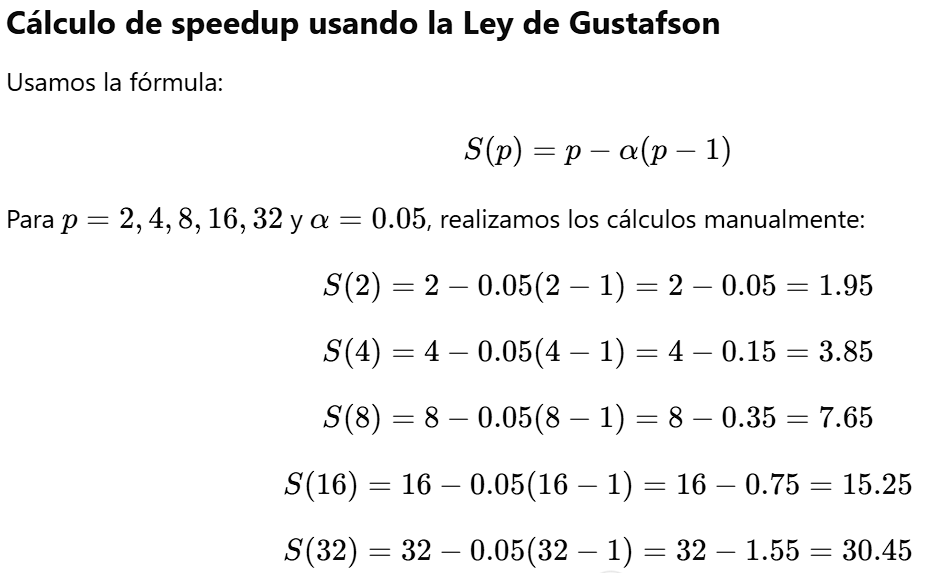 Cálculo de speedup usando la Ley de Gustafson
Usamos la fórmula:
S(p) = p − α(p − 1)
Para p = 2, 4, 8, 16, 32 y α = 0.05, realizamos los cálculos manualmente:
S(2) = 2 − 0.05(2 − 1) = 2 − 0.05 = 1.95
S(4) = 4 − 0.05(4 − 1) = 4 − 0.15 = 3.85
S(8) = 8 − 0.05(8 − 1) = 8 − 0.35 = 7.65
S(16) = 16 − 0.05(16 − 1) = 16 − 0.75 = 15.25
S(32) = 32 − 0.05(32 − 1) = 32 − 1.55 = 30.45